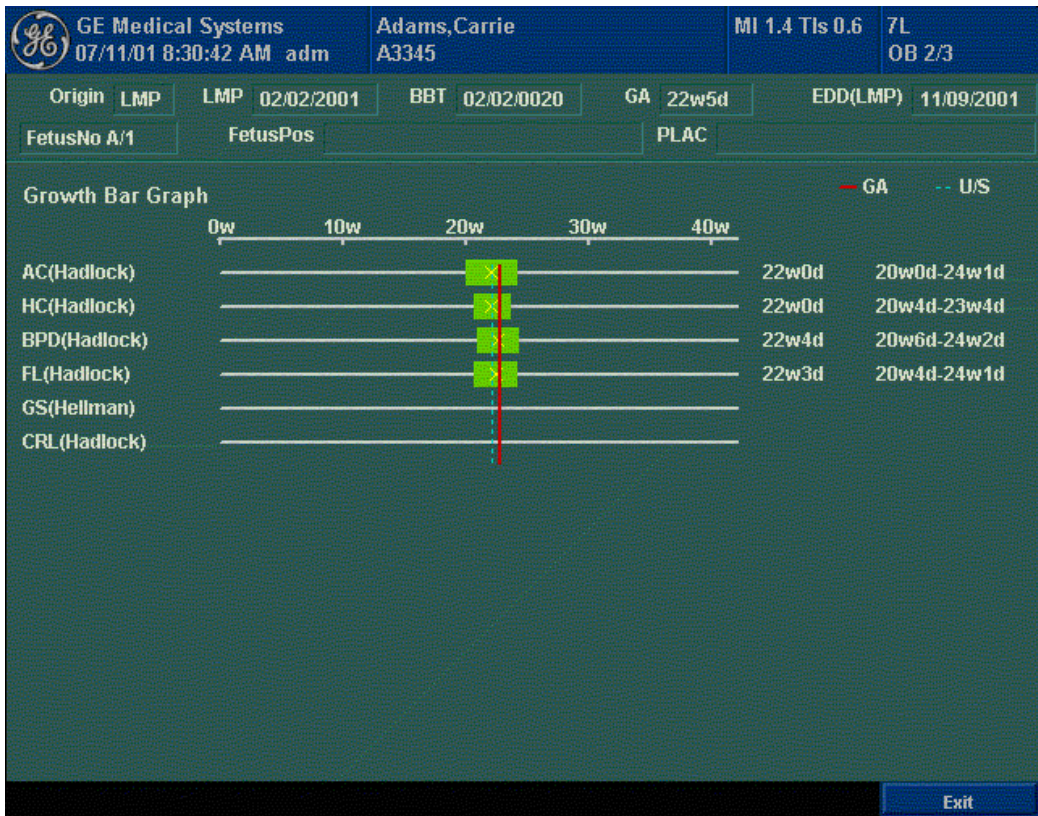 GE Medical Systems Adams,Carrie MI 1.4 TIs 0.6 7L
07/11/01 8:30:42 AM adm A3345 OB 2/3
Origin LMP LMP 02/02/2001 BBT 02/02/0020 GA 22w5d EDD(LMP) 11/09/2001
FetusNo A/1 FetusPos PLAC
GA U/S
Growth Bar Graph
0w 10w 20w 30w 40w
AC(Hadlock) 22w0d 20w0d-24w1d
HC(Hadlock) 22w0d 20w4d-23w4d
BPD(Hadlock) 22w4d 20w6d-24w2d
FL(Hadlock) 22w3d 20w4d-24w1d
GS(Hellman)
CRL(Hadlock)
Exit